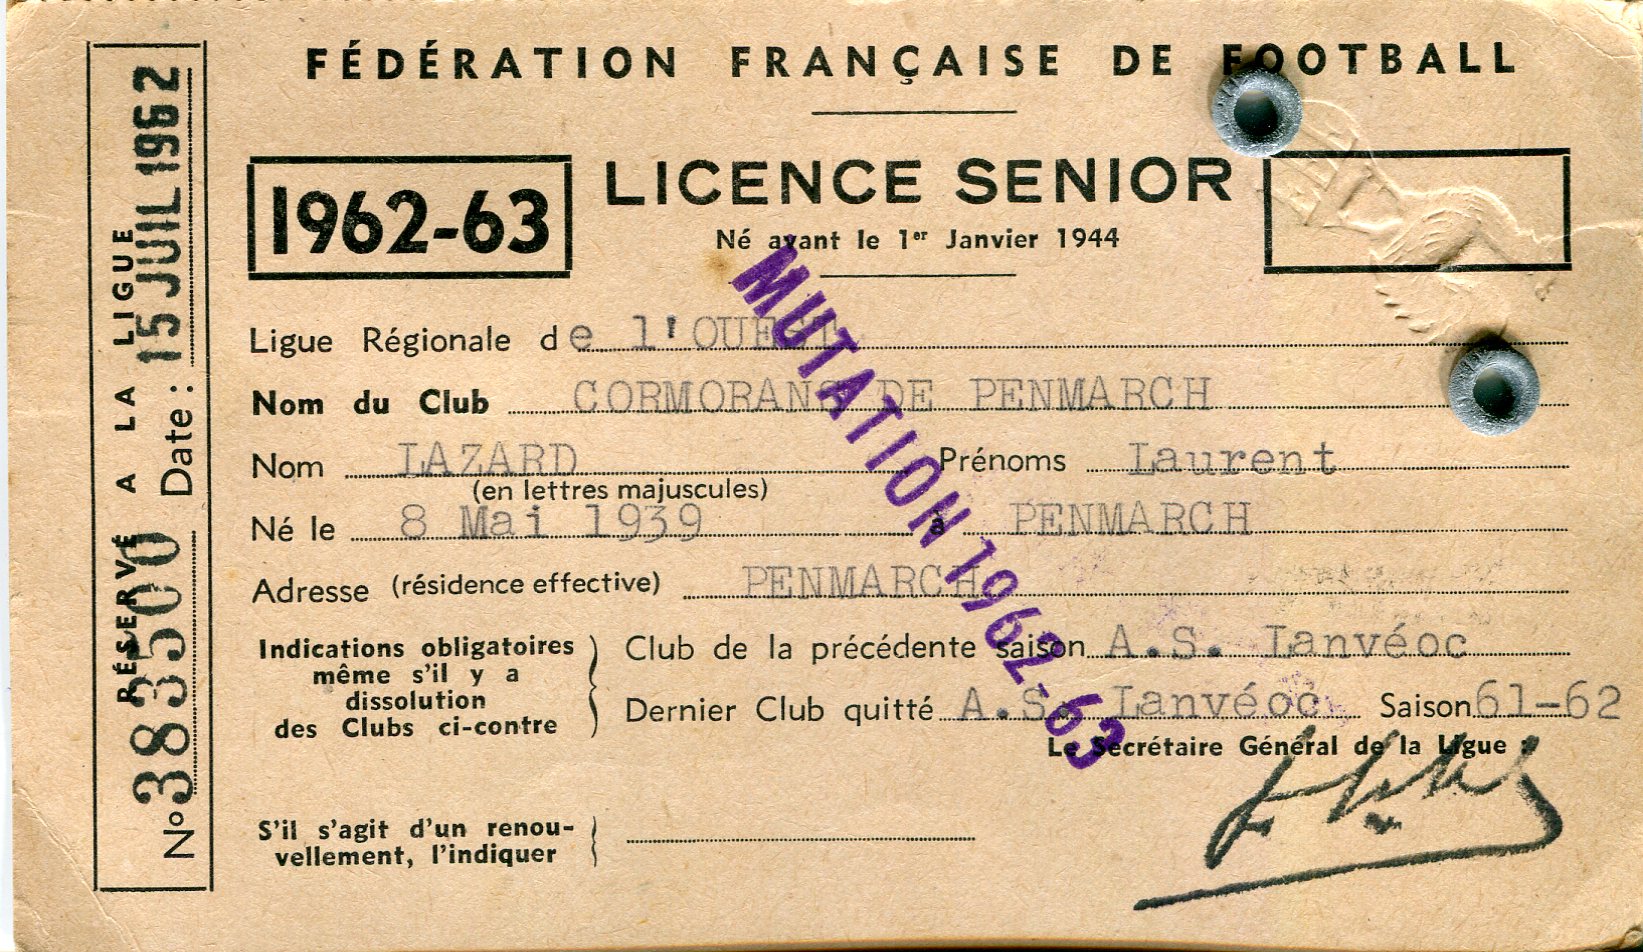 FÉDÉRATION FRANÇAISE DE FOOTBALL
1962-63
LICENCE SENIOR
Né avant le 1er Janvier 1944
Ligue Régionale de l'OUEST
Nom du Club CORMORANS DE PENMARCH
Nom LAZARD Prénoms Laurent
(en lettres majuscules)
Né le 8 Mai 1939 à PENMARCH
Adresse (résidence effective) PENMARCH
Indications obligatoires
même s'il y a
dissolution
des Clubs ci-contre
Club de la précédente saison A.S. Lanvéoc
Dernier Club quitté A.S. Lanvéoc Saison 61-62
Le Secrétaire Général de la Ligue :
S'il s'agit d'un renou-
vellement, l'indiquer
MUTATION 1962-63
RÉSERVÉ A LA LIGUE
N° 383500 Date : 15 JUIL 1962